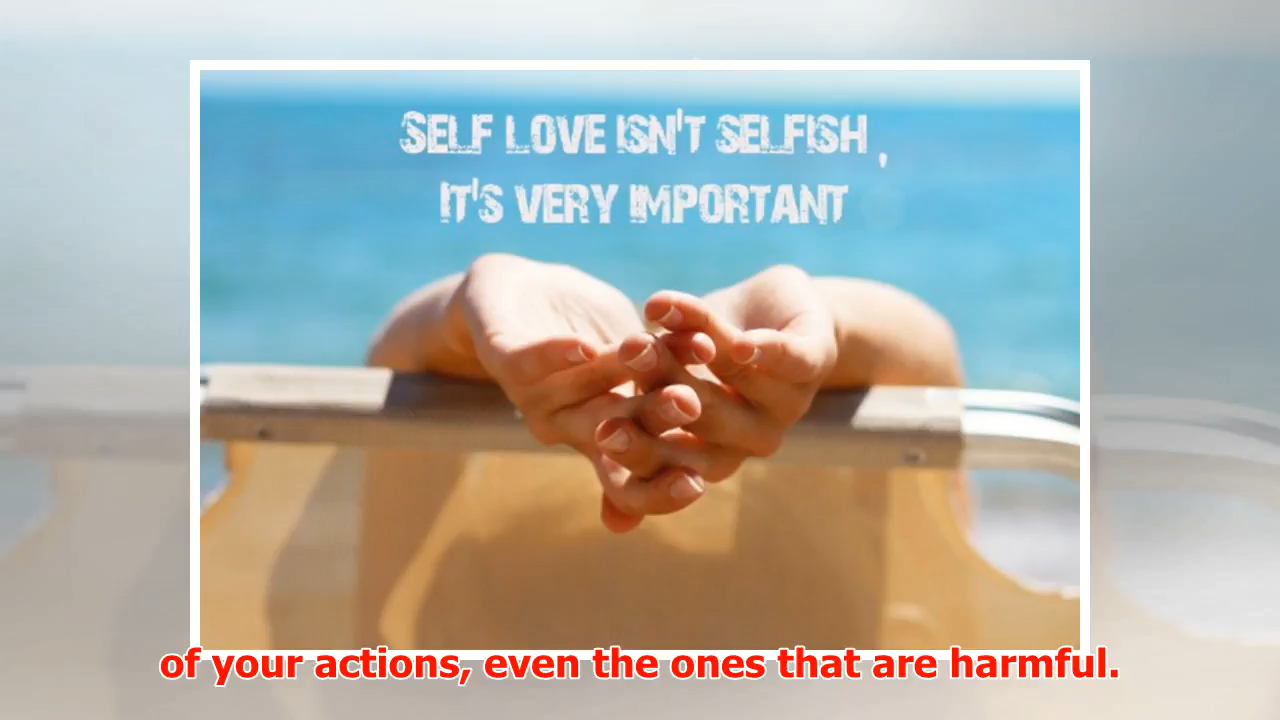 SELF LOVE ISN'T SELFISH ,
IT'S VERY IMPORTANT
of your actions, even the ones that are harmful.